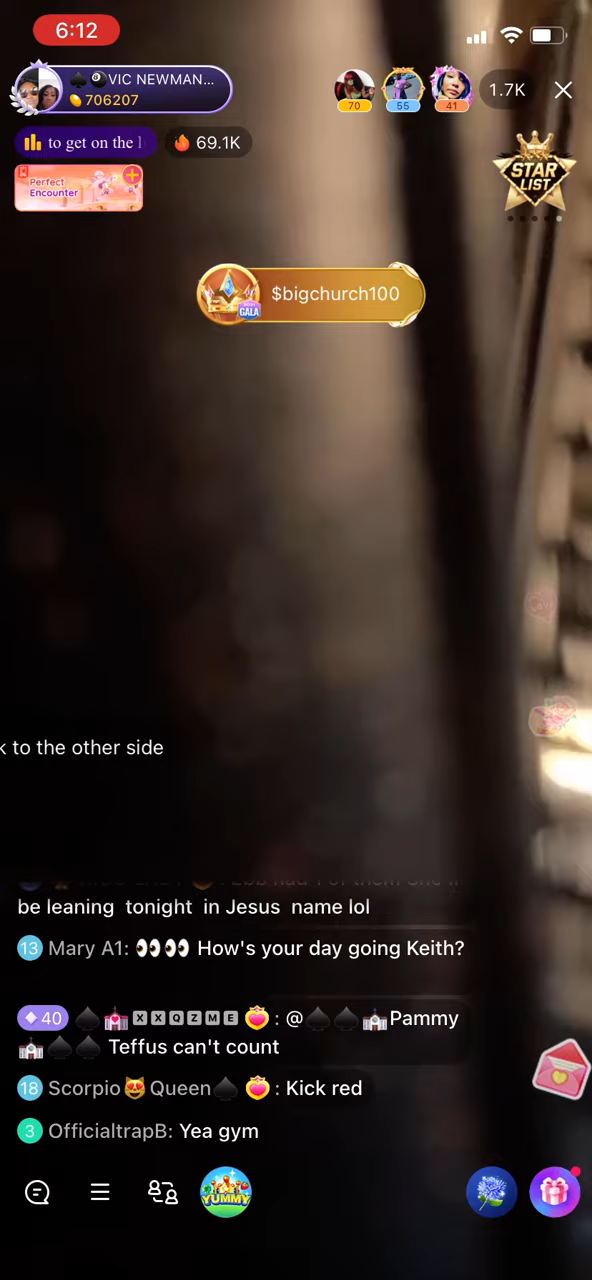 6:12
VIC NEWMAN...
706207
70
55
41
1.7K
to get on the l
69.1K
Perfect
Encounter
STAR
LIST
GALA
$bigchurch100
to the other side
be leaning tonight in Jesus name lol
13 Mary A1: 👀👀 How's your day going Keith?
40 ♠️💒🆇🆇🆀🆉🅼🅴 : @♠️♠️💒Pammy
💒♠️♠️ Teffus can't count
18 Scorpio😻Queen♠️ : Kick red
3 OfficialtrapB: Yea gym
YUMMY